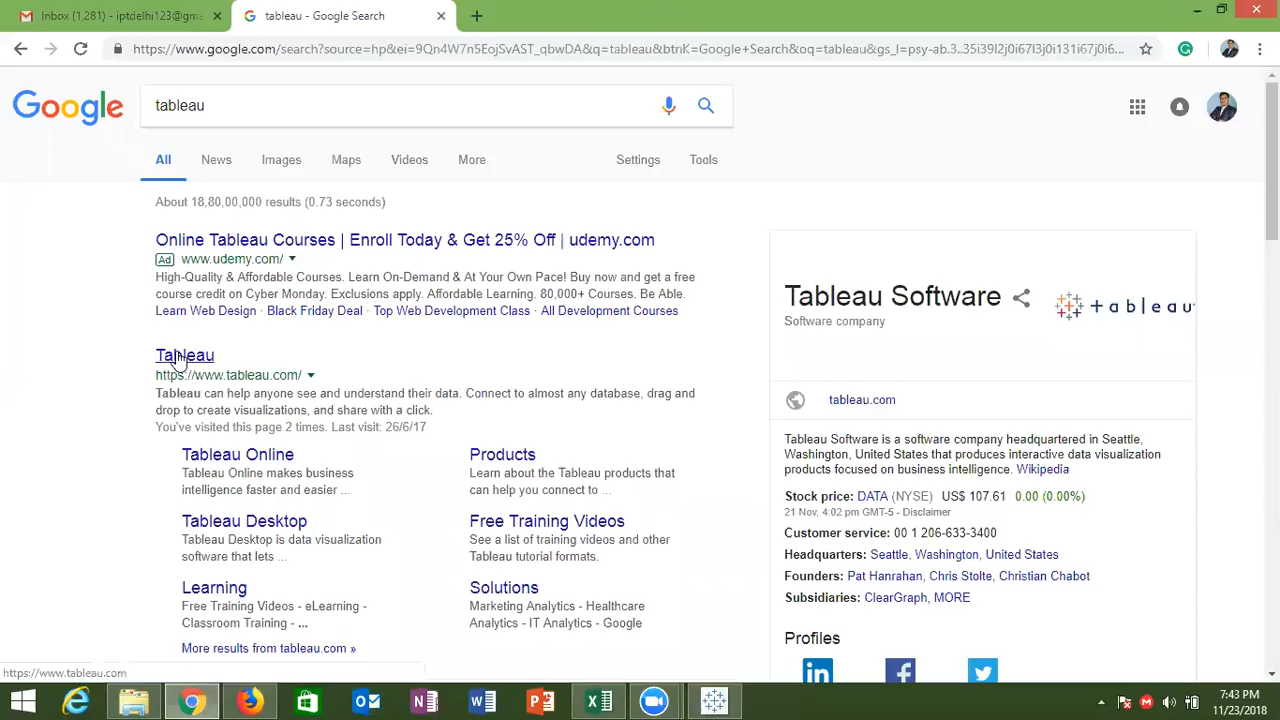 Inbox (1,281) - iptdelhi123@gm
tableau - Google Search
https://www.google.com/search?source=hp&ei=9Qn4W7n5EojSvAST_qbwDA&q=tableau&btnK=Google+Search&oq=tableau&gs_l=psy-ab.3..35i39l2j0i67l3j0i131i67j0i6...
Google
tableau
All News Images Maps Videos More Settings Tools
About 18,80,00,000 results (0.73 seconds)
Online Tableau Courses | Enroll Today & Get 25% Off | udemy.com
Ad www.udemy.com/
High-Quality & Affordable Courses. Learn On-Demand & At Your Own Pace! Buy now and get a free
course credit on Cyber Monday. Exclusions apply. Affordable Learning. 80,000+ Courses. Be Able.
Learn Web Design · Black Friday Deal · Top Web Development Class · All Development Courses
Tableau
https://www.tableau.com/
Tableau can help anyone see and understand their data. Connect to almost any database, drag and
drop to create visualizations, and share with a click.
You've visited this page 2 times. Last visit: 26/6/17
Tableau Online
Tableau Online makes business
intelligence faster and easier ...
Products
Learn about the Tableau products that
can help you connect to ...
Tableau Desktop
Tableau Desktop is data visualization
software that lets ...
Free Training Videos
See a list of training videos and other
Tableau tutorial formats.
Learning
Free Training Videos - eLearning -
Classroom Training - ...
Solutions
Marketing Analytics - Healthcare
Analytics - IT Analytics - Google
More results from tableau.com »
Tableau Software
Software company
+ableau
tableau.com
Tableau Software is a software company headquartered in Seattle,
Washington, United States that produces interactive data visualization
products focused on business intelligence. Wikipedia
Stock price: DATA (NYSE) US$ 107.61 0.00 (0.00%)
21 Nov, 4:02 pm GMT-5 - Disclaimer
Customer service: 00 1 206-633-3400
Headquarters: Seattle, Washington, United States
Founders: Pat Hanrahan, Chris Stolte, Christian Chabot
Subsidiaries: ClearGraph, MORE
Profiles
https://www.tableau.com
7:43 PM
11/23/2018